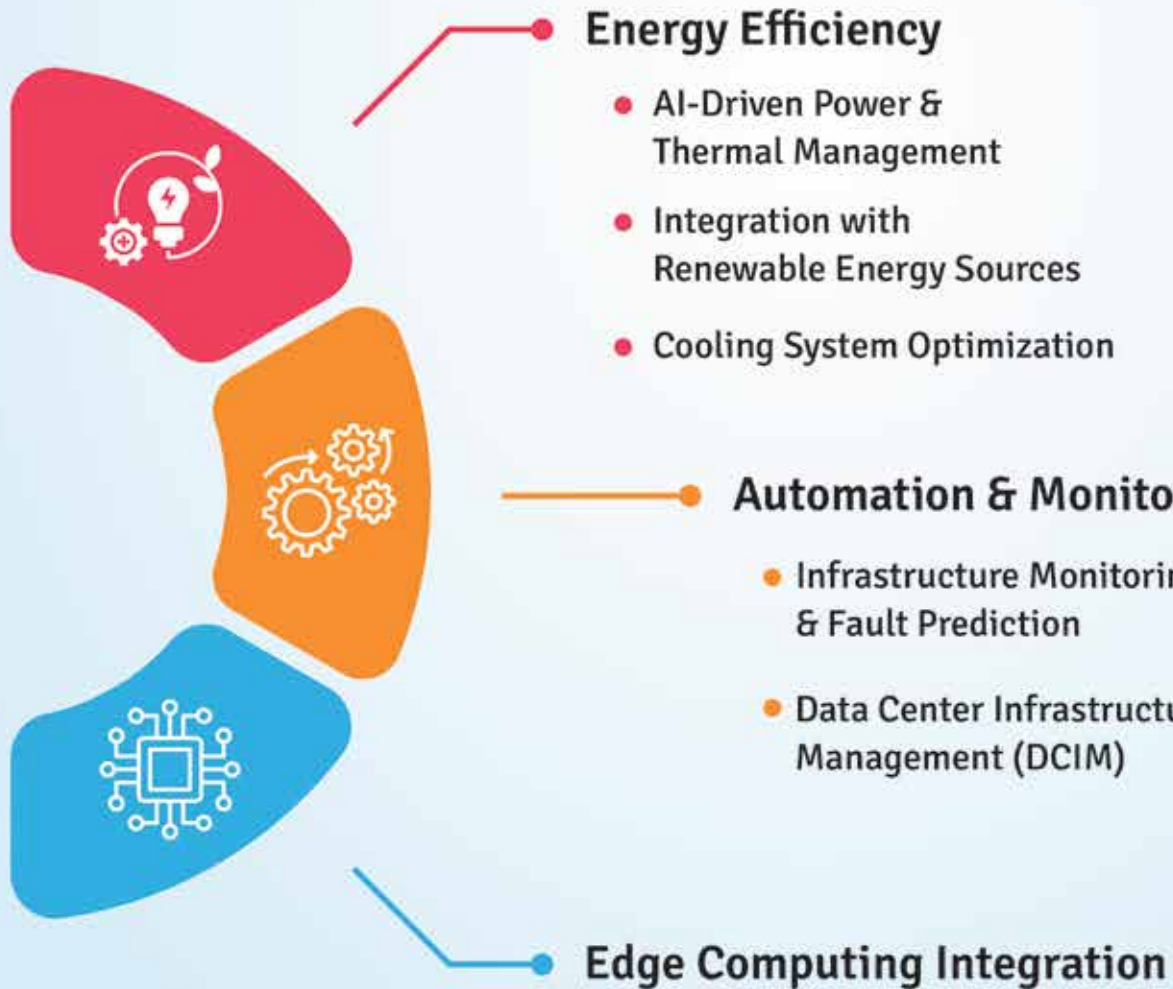 Energy Efficiency
AI-Driven Power &
Thermal Management
Integration with
Renewable Energy Sources
Cooling System Optimization
Automation & Monito
Infrastructure Monitorin
& Fault Prediction
Data Center Infrastructu
Management (DCIM)
Edge Computing Integration